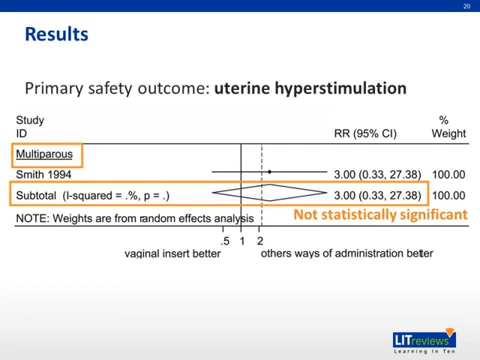 20
Results
Primary safety outcome: uterine hyperstimulation
Study %
ID RR (95% CI) Weight
Multiparous
Smith 1994 3.00 (0.33, 27.38) 100.00
Subtotal (I-squared = .%, p = .) 3.00 (0.33, 27.38) 100.00
Not statistically significant
NOTE: Weights are from random effects analysis
.5 1 2
vaginal insert better others ways of administration better
LITreviews
Learning In Ten